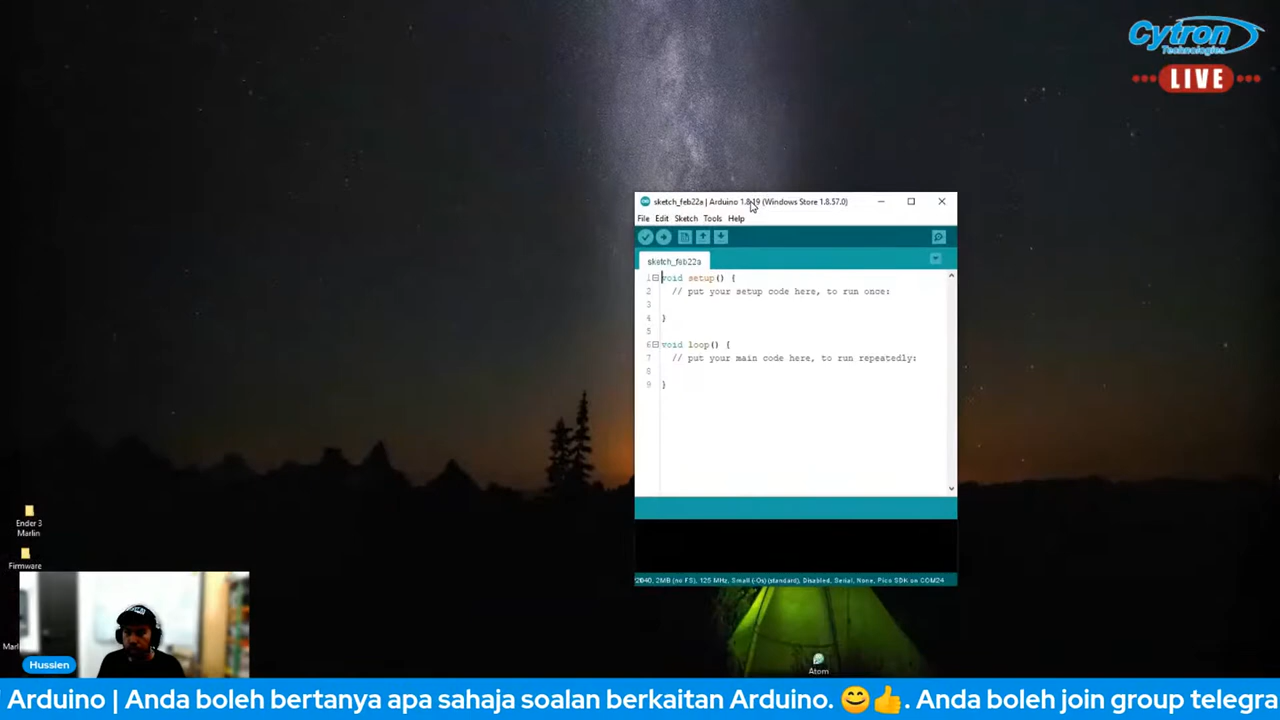 Cytron
Technologies
LIVE
sketch_feb22a | Arduino 1.8.19 (Windows Store 1.8.57.0)
File Edit Sketch Tools Help
sketch_feb22a
1 void setup() {
2 // put your setup code here, to run once:
3
4 }
5
6 void loop() {
7 // put your main code here, to run repeatedly:
8
9 }
2040, 2MB (no FS), 125 MHz, Small (-Os) (standard), Disabled, Serial, None, Pico SDK on COM24
Ender 3
Marlin
Firmware
Atom
Hussien
Arduino | Anda boleh bertanya apa sahaja soalan berkaitan Arduino. 😊👍. Anda boleh join group telegra